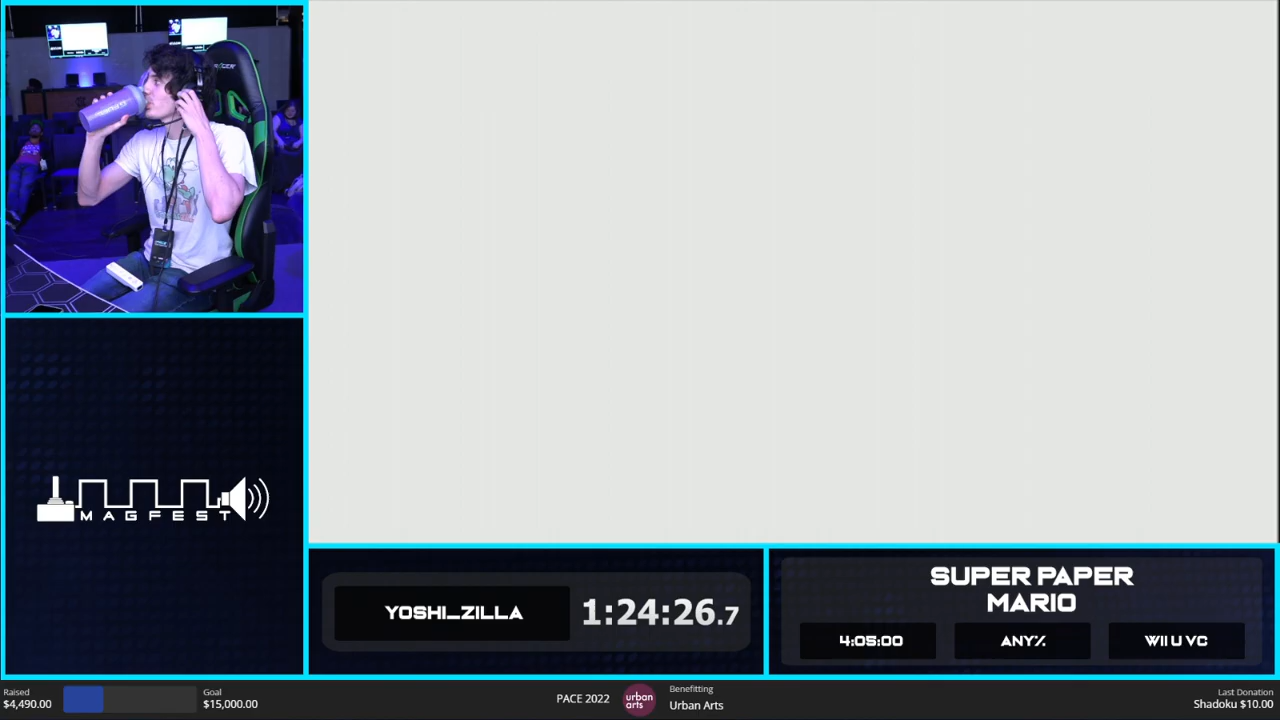 MAGFEST
YOSHI_ZILLA
1:24:26.7
SUPER PAPER
MARIO
4:05:00
ANY%
WII U VC
Raised
$4,490.00
Goal
$15,000.00
PACE 2022
urban
arts
Benefitting
Urban Arts
Last Donation
Shadoku $10.00